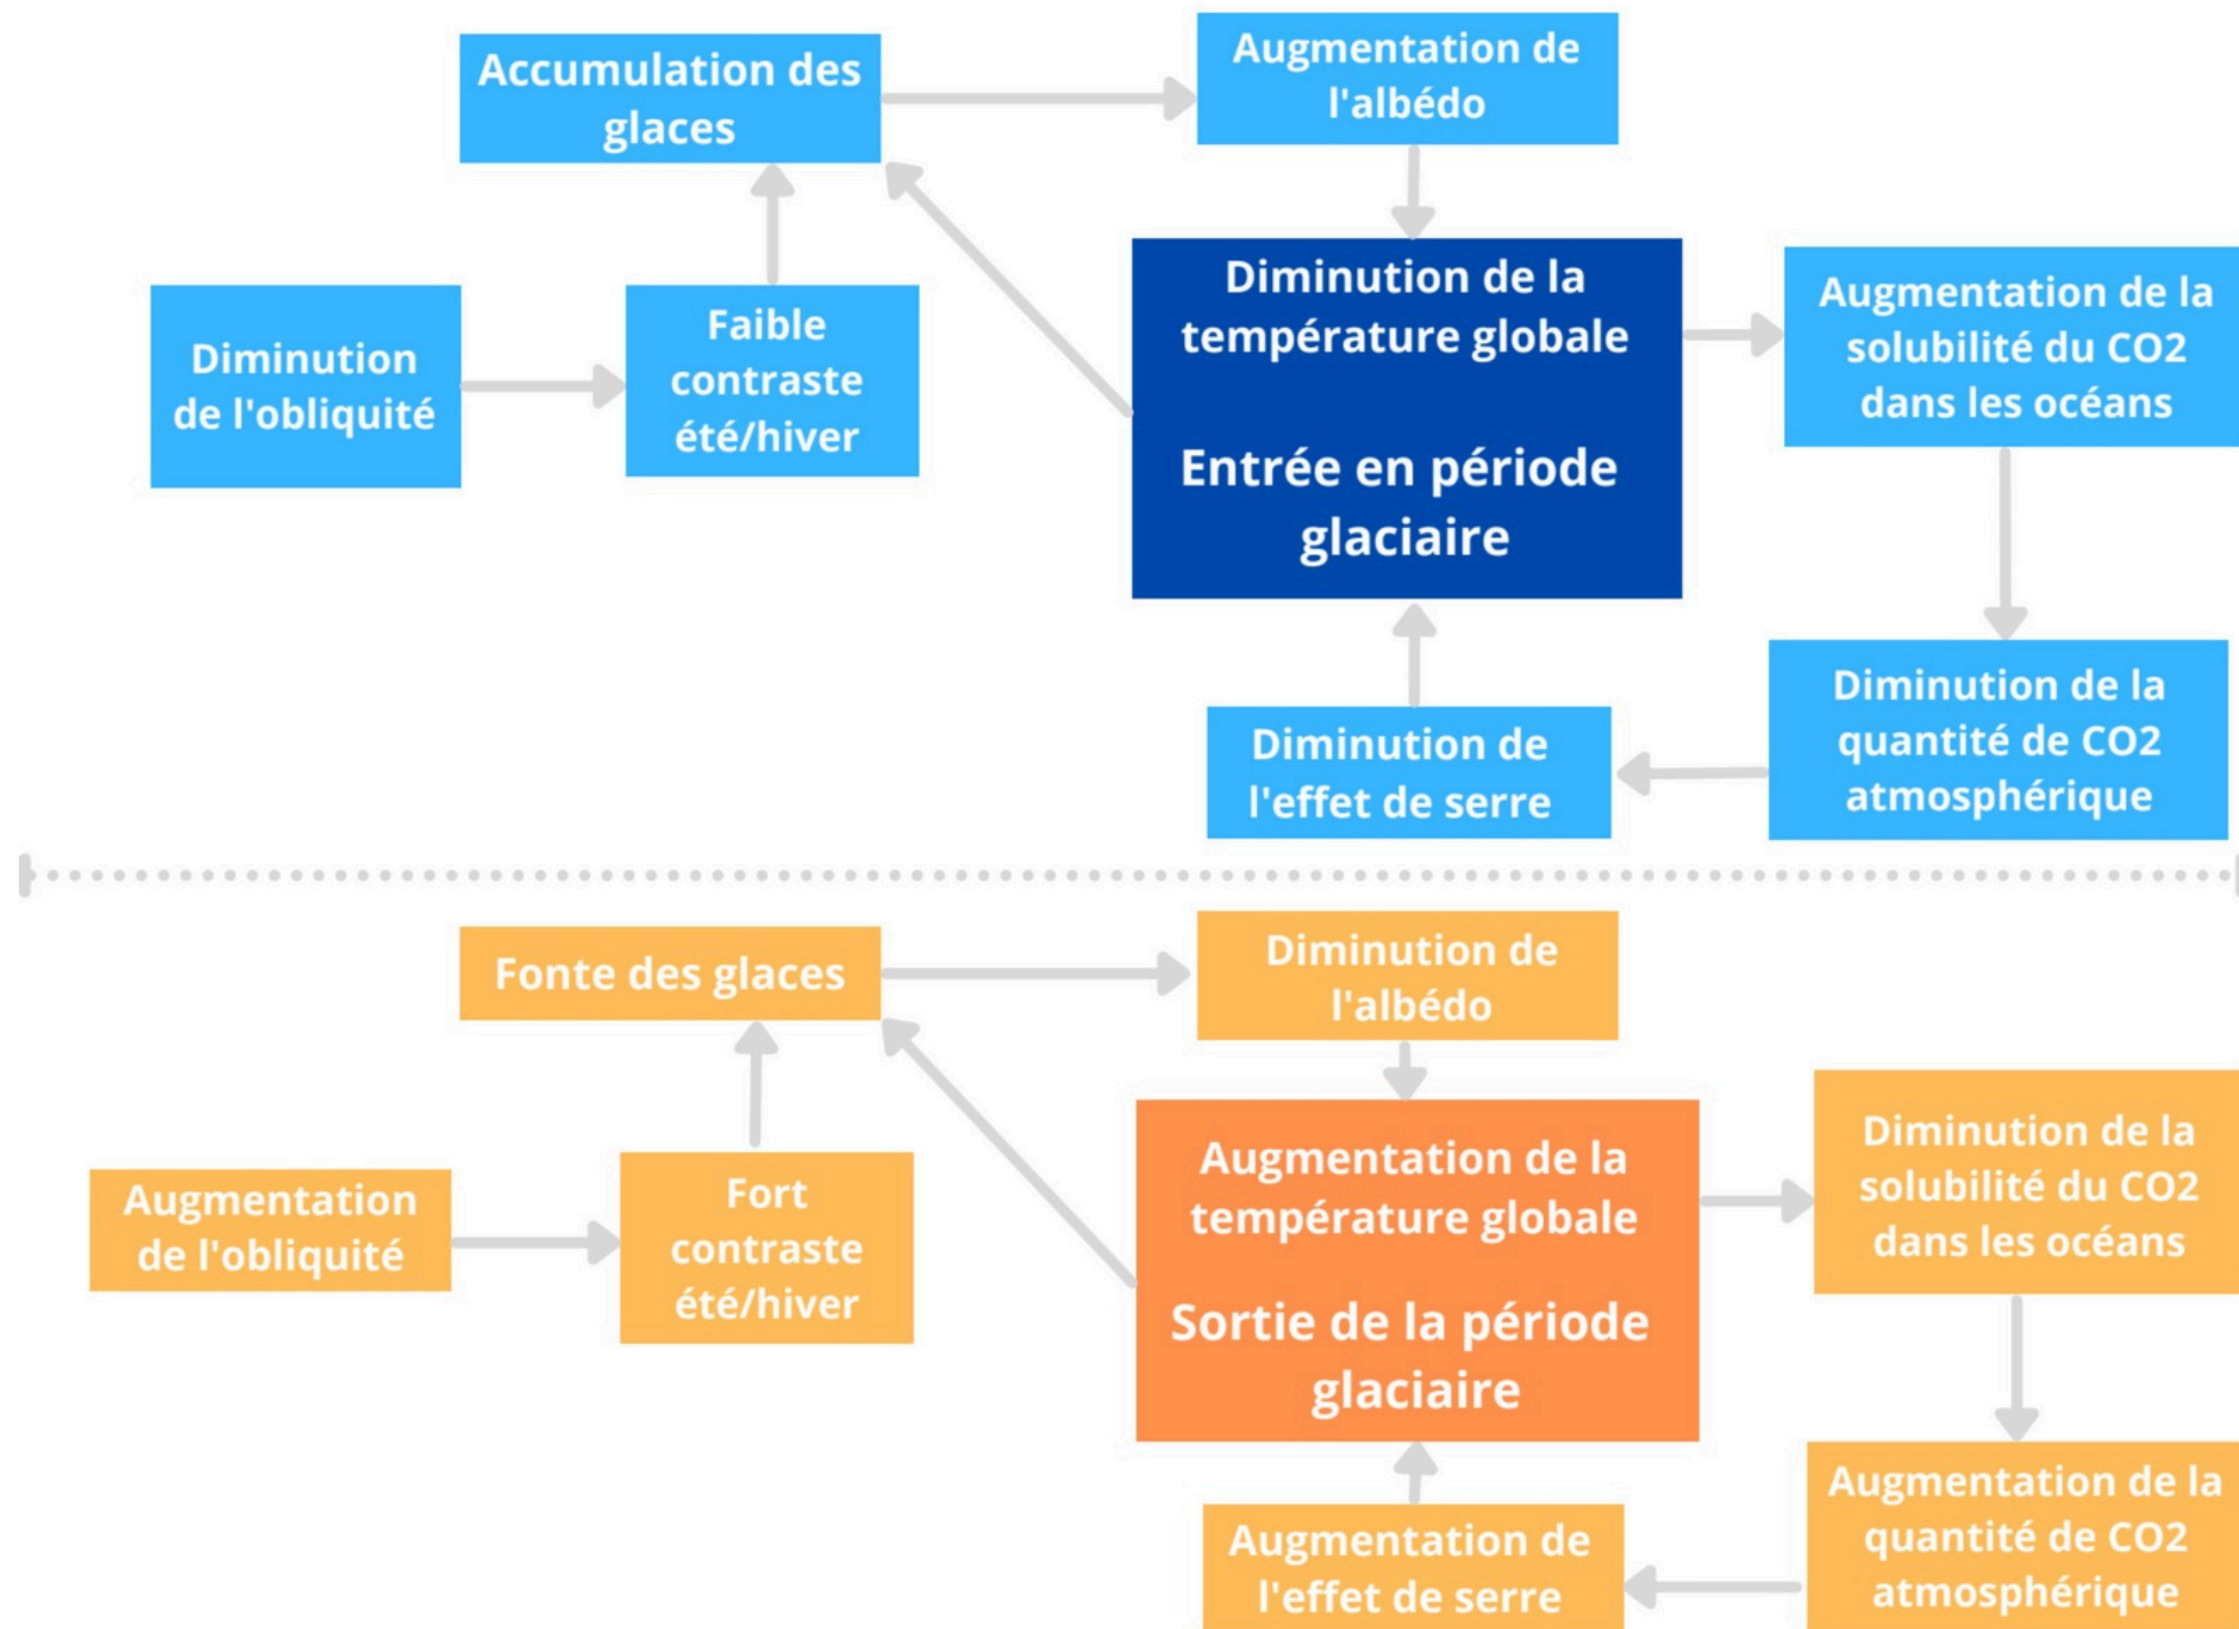 Accumulation des
glaces
Augmentation de
l'albédo
Diminution
de l'obliquité
Faible
contraste
été/hiver
Diminution de la
température globale
Entrée en période
glaciaire
Augmentation de la
solubilité du CO2
dans les océans
Diminution de la
quantité de CO2
atmosphérique
Diminution de
l'effet de serre
Fonte des glaces
Diminution de
l'albédo
Augmentation
de l'obliquité
Fort
contraste
été/hiver
Augmentation de la
température globale
Sortie de la période
glaciaire
Diminution de la
solubilité du CO2
dans les océans
Augmentation de la
quantité de CO2
atmosphérique
Augmentation de
l'effet de serre